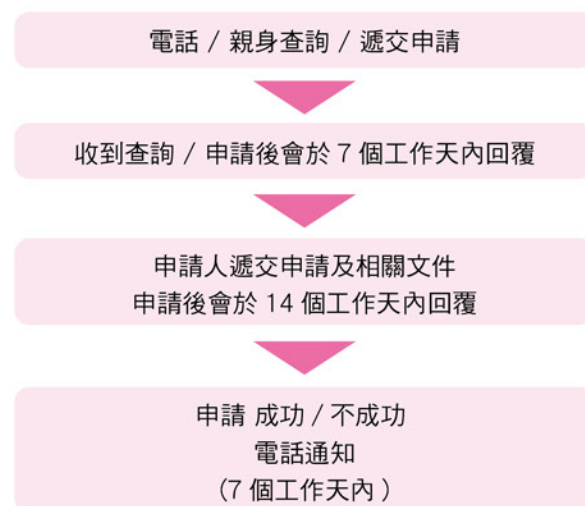 電話 / 親身查詢 / 遞交申請
收到查詢 / 申請後會於 7 個工作天內回覆
申請人遞交申請及相關文件
申請後會於 14 個工作天內回覆
申請 成功 / 不成功
電話通知
(7 個工作天內 )